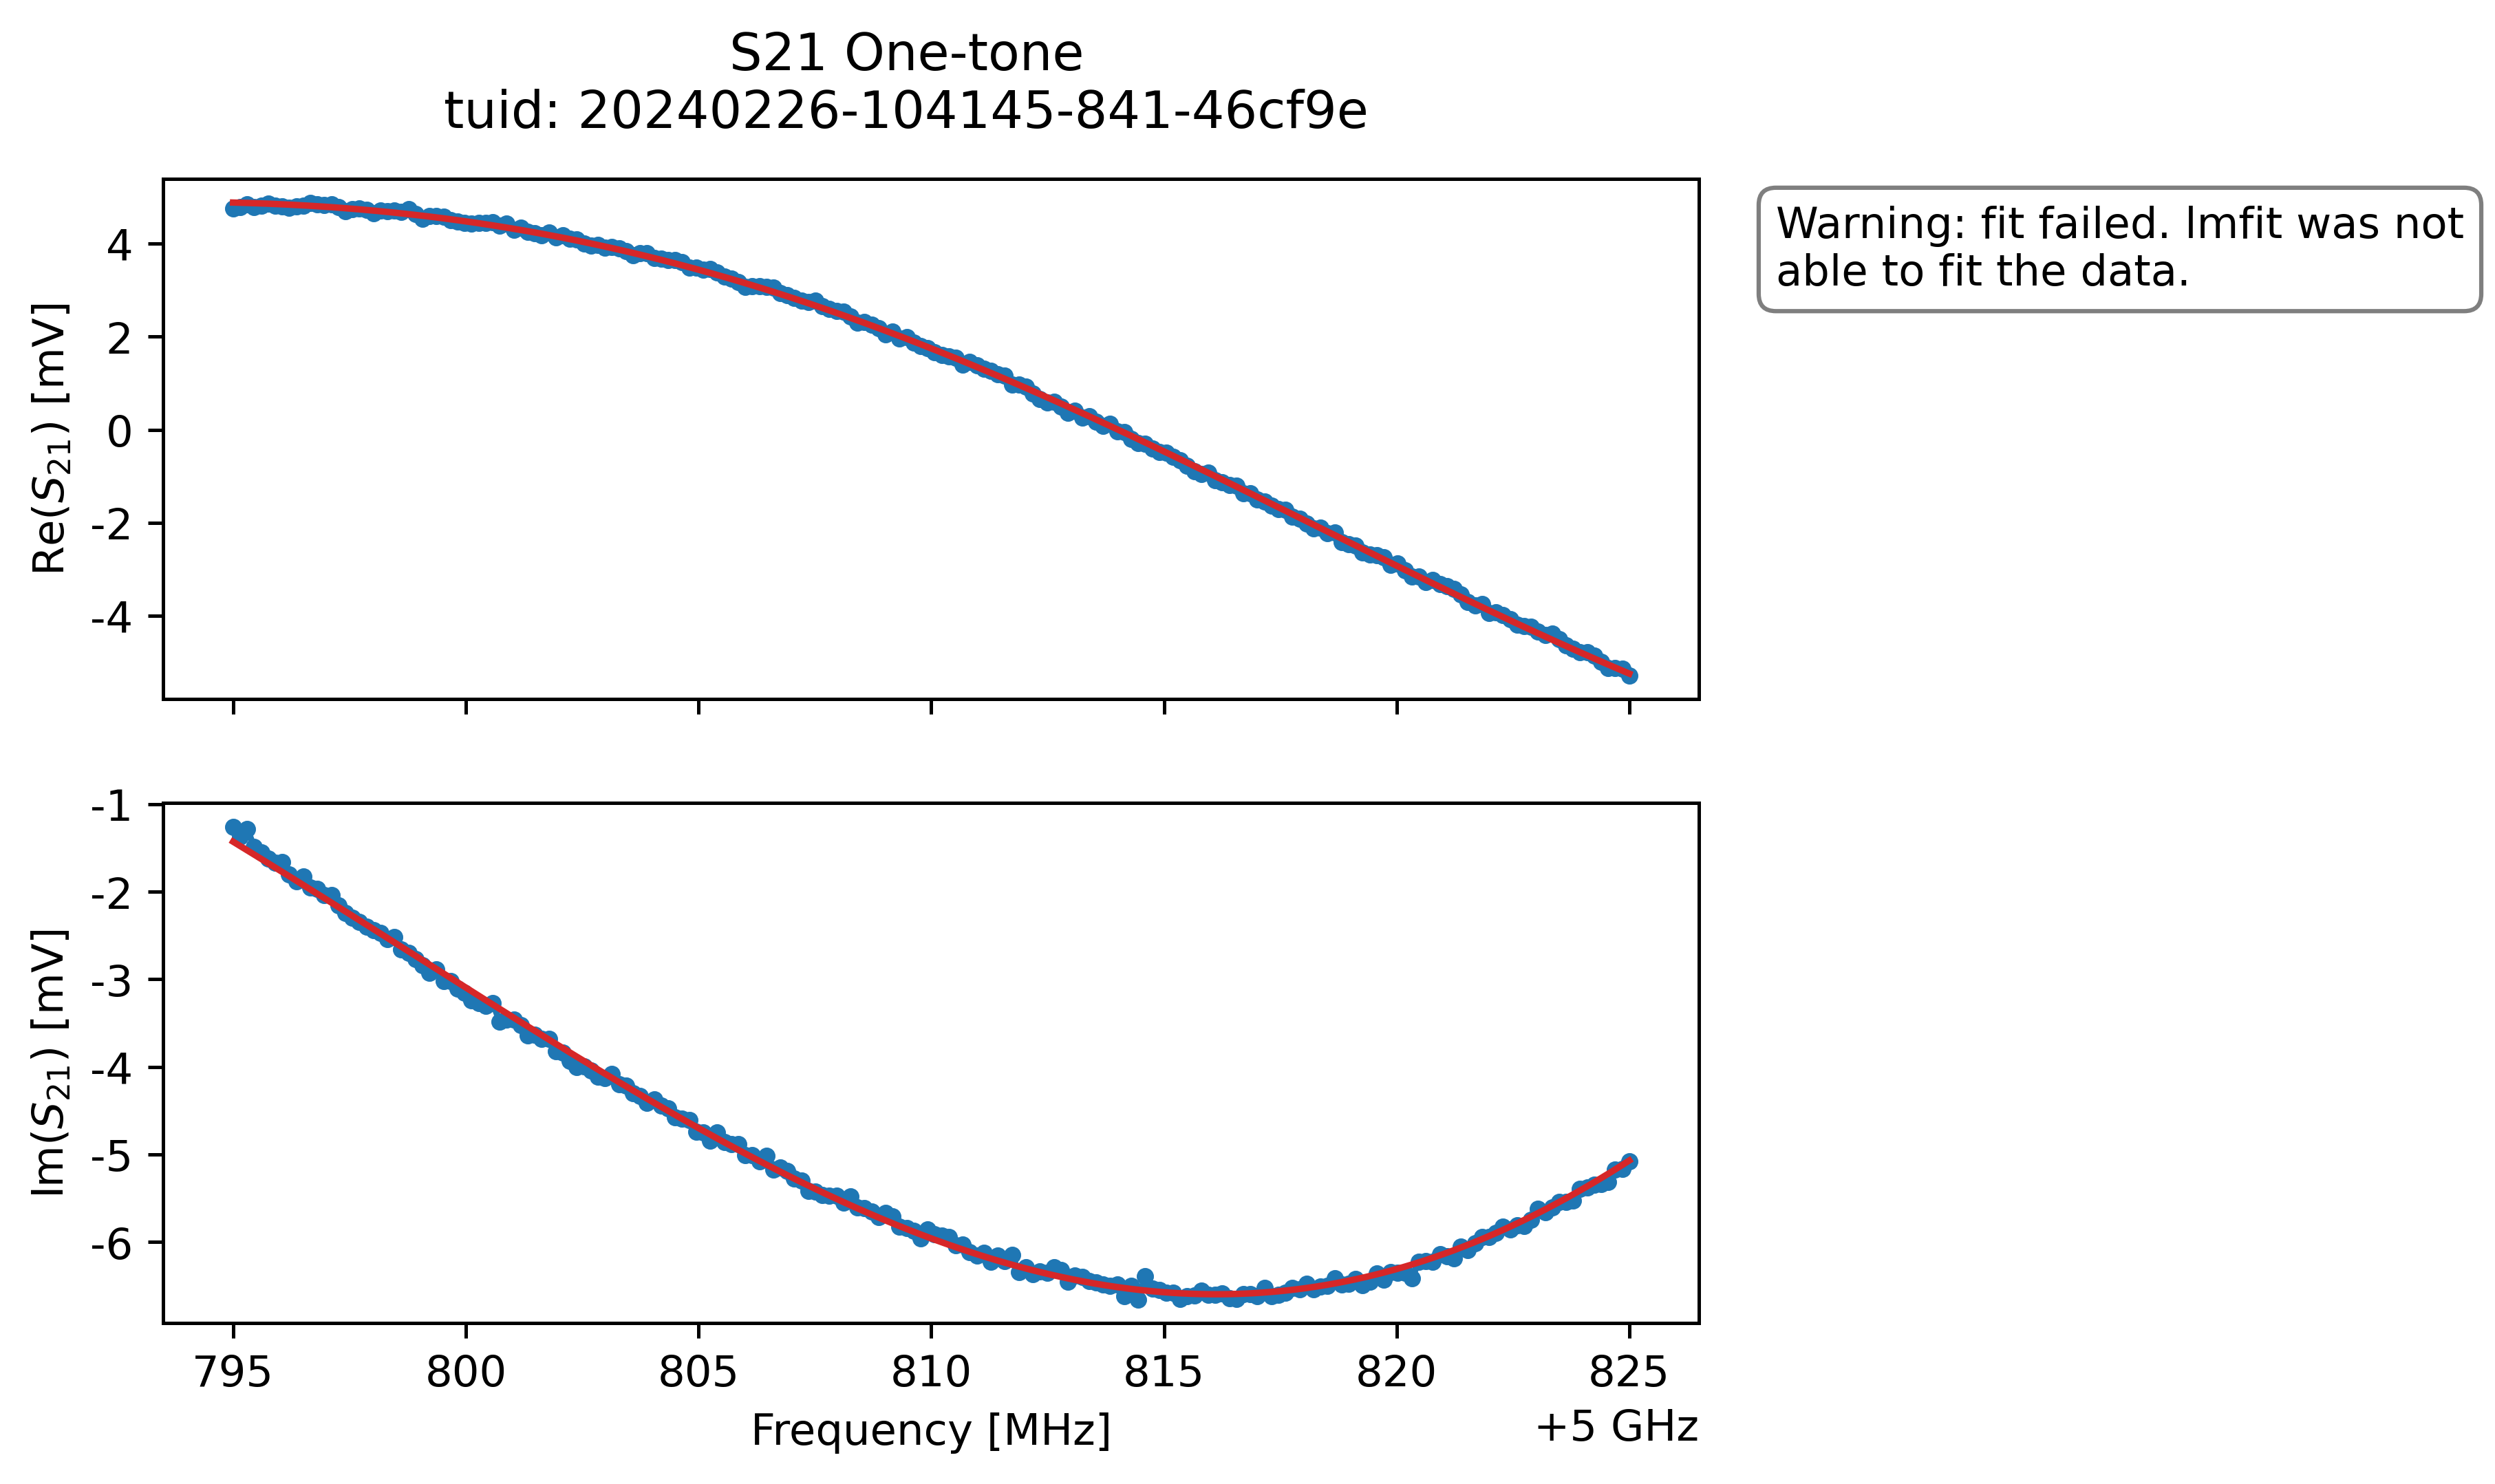 S21 One-tone
tuid: 20240226-104145-841-46cf9e
Warning: fit failed. lmfit was not
able to fit the data.
Re(S21) [mV]
4
2
0
-2
-4
Im(S21) [mV]
-1
-2
-3
-4
-5
-6
795 800 805 810 815 820 825
Frequency [MHz]
+5 GHz